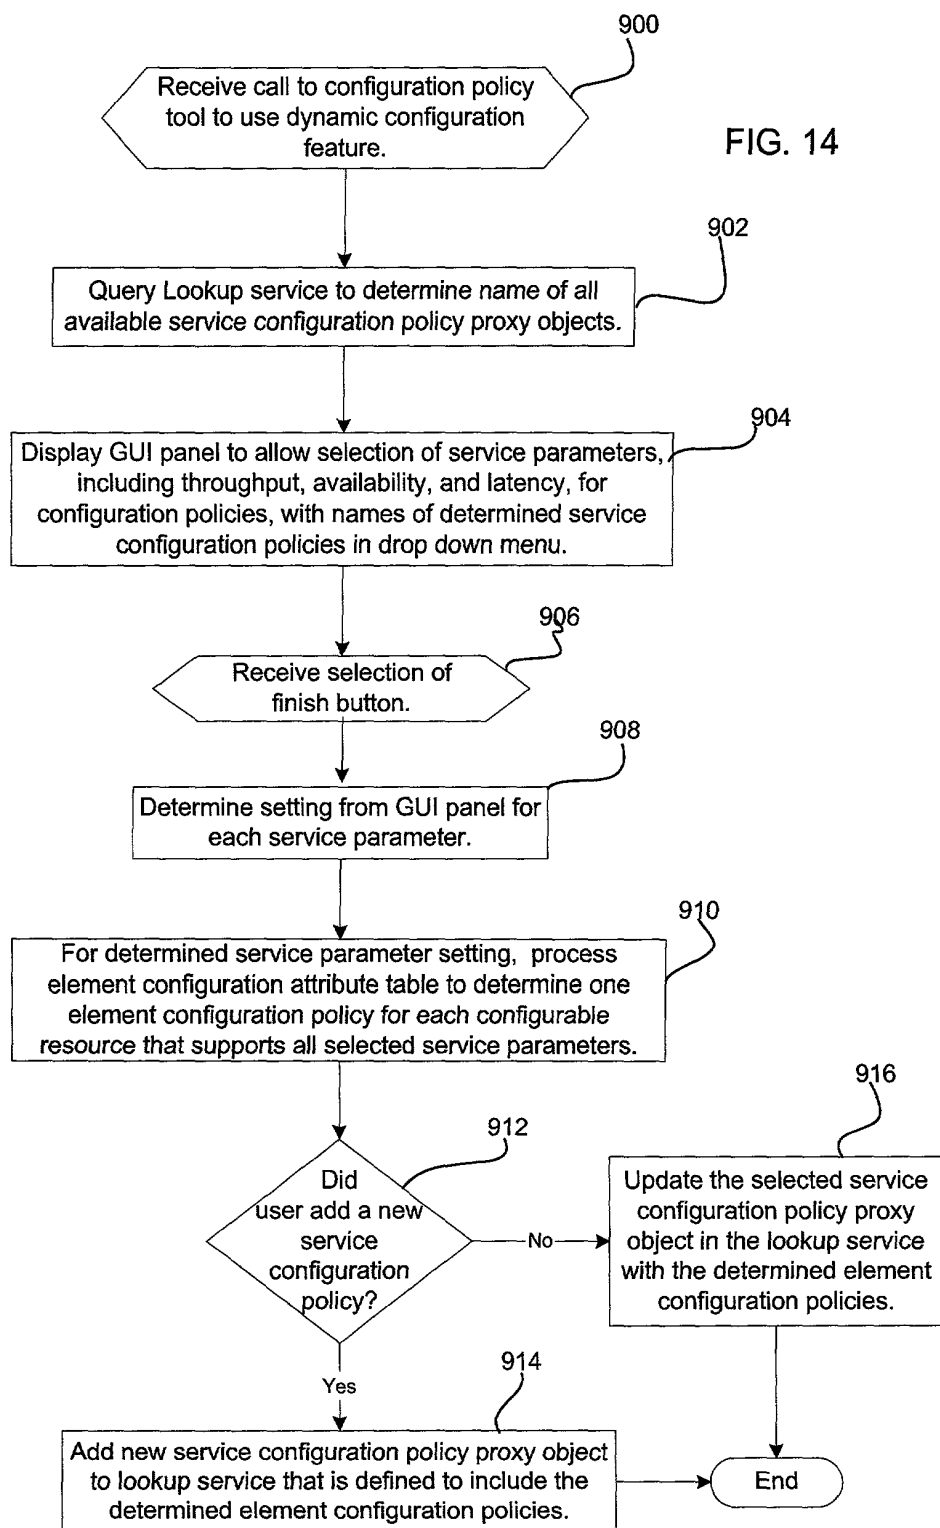 900
Receive call to configuration policy
tool to use dynamic configuration
feature.
FIG. 14
902
Query Lookup service to determine name of all
available service configuration policy proxy objects.
904
Display GUI panel to allow selection of service parameters,
including throughput, availability, and latency, for
configuration policies, with names of determined service
configuration policies in drop down menu.
906
Receive selection of
finish button.
908
Determine setting from GUI panel for
each service parameter.
910
For determined service parameter setting, process
element configuration attribute table to determine one
element configuration policy for each configurable
resource that supports all selected service parameters.
912
Did
user add a new
service
configuration
policy?
No
916
Update the selected service
configuration policy proxy
object in the lookup service
with the determined element
configuration policies.
Yes
914
Add new service configuration policy proxy object
to lookup service that is defined to include the
determined element configuration policies.
End